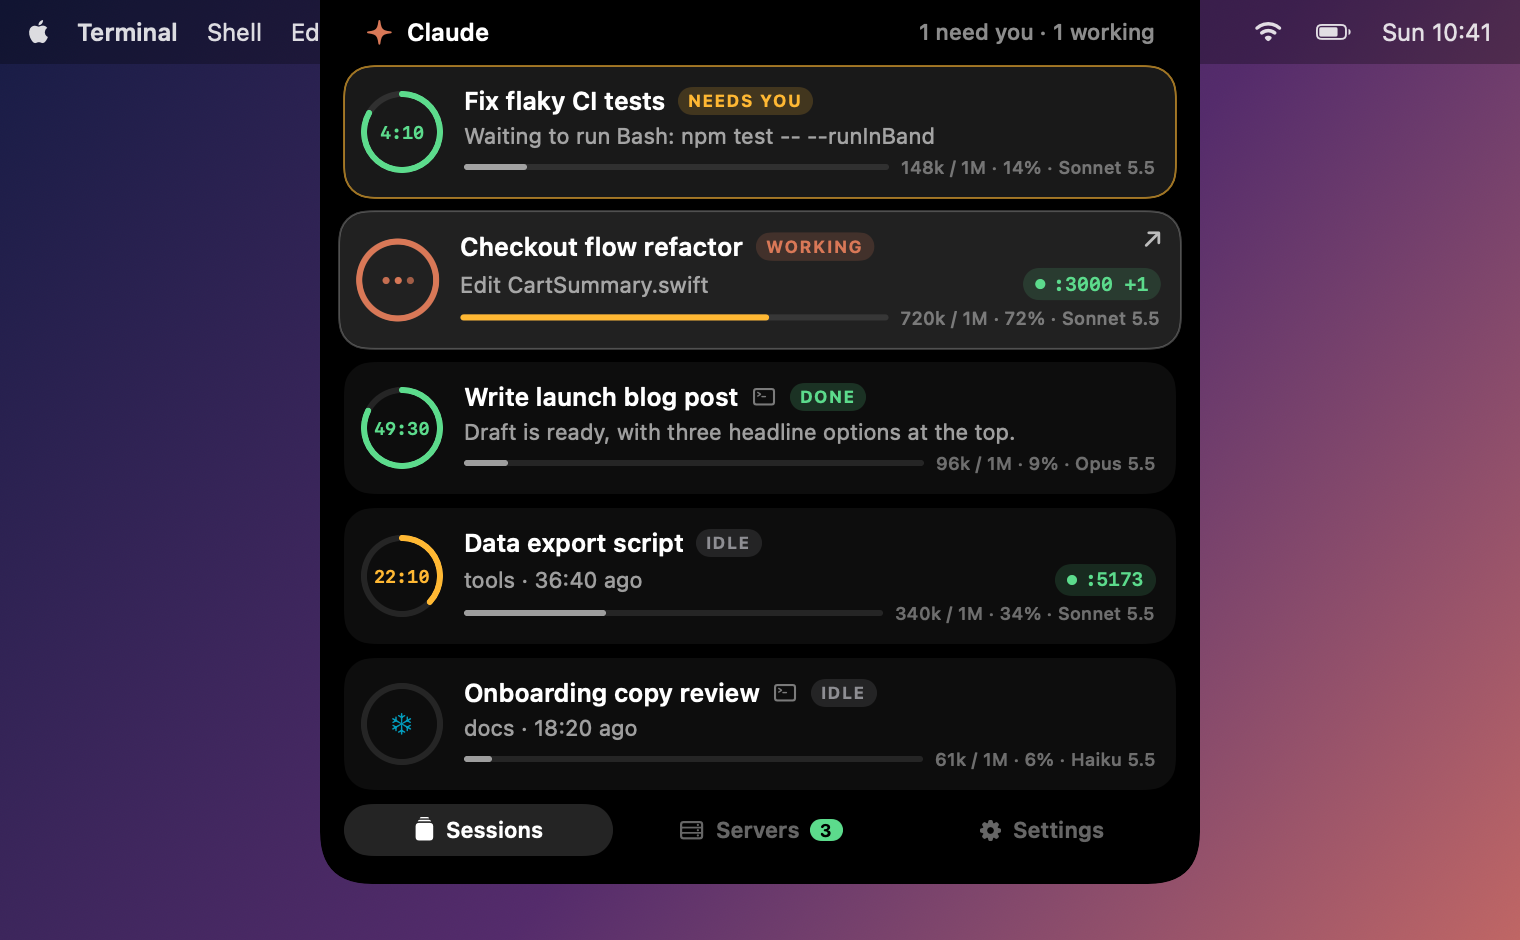 Terminal Shell Ed
Claude
1 need you · 1 working
Sun 10:41
4:10
Fix flaky CI tests NEEDS YOU
Waiting to run Bash: npm test -- --runInBand
148k / 1M · 14% · Sonnet 5.5
Checkout flow refactor WORKING
Edit CartSummary.swift
:3000 +1
720k / 1M · 72% · Sonnet 5.5
49:30
Write launch blog post DONE
Draft is ready, with three headline options at the top.
96k / 1M · 9% · Opus 5.5
22:10
Data export script IDLE
tools · 36:40 ago
:5173
340k / 1M · 34% · Sonnet 5.5
Onboarding copy review IDLE
docs · 18:20 ago
61k / 1M · 6% · Haiku 5.5
Sessions
Servers 3
Settings